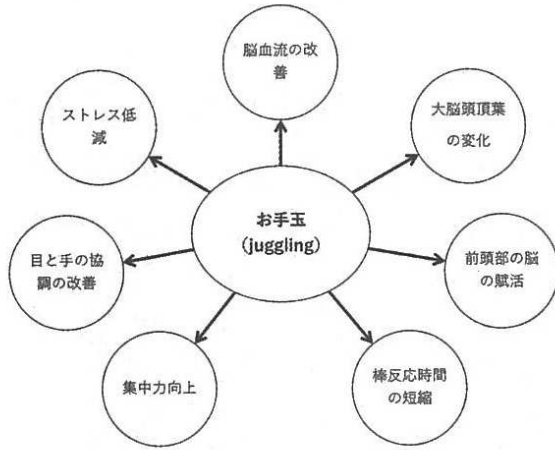 脳血流の改
善
大脳頭頂葉
の変化
前頭部の脳
の賦活
棒反応時間
の短縮
集中力向上
目と手の協
調の改善
ストレス低
減
お手玉
(juggling)